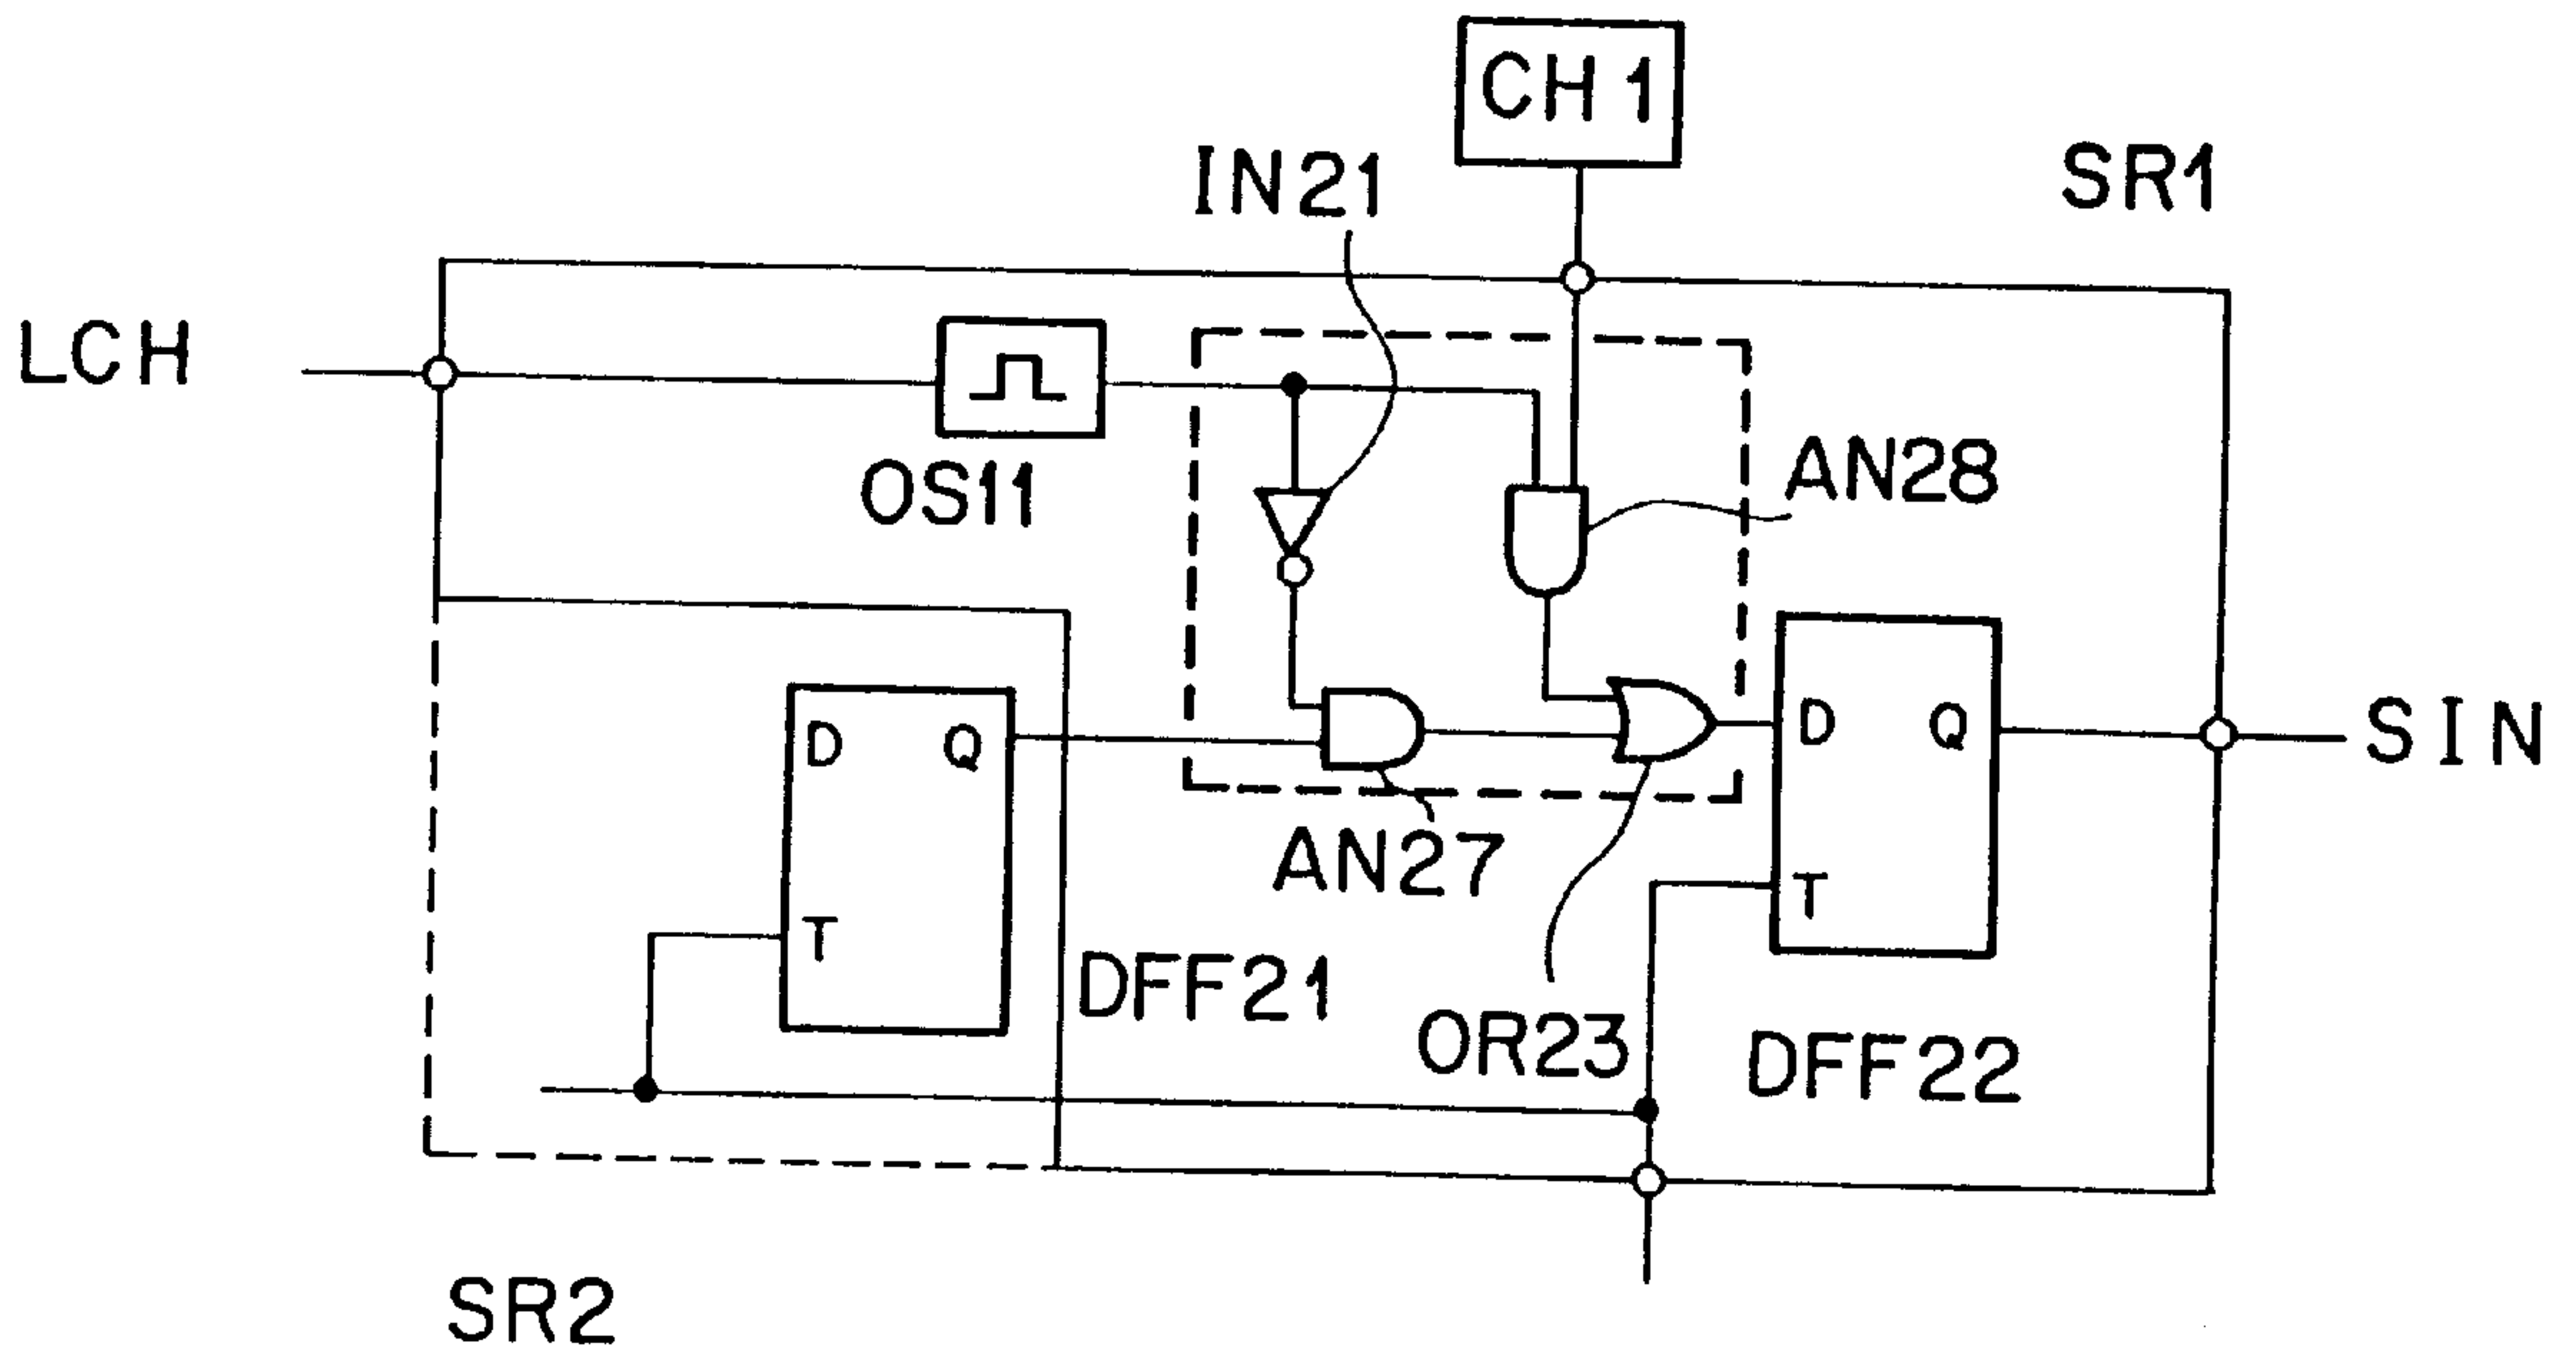 CH1
IN21
SR1
LCH
AN28
OS11
D Q
SIN
D Q
AN27
T
T
DFF21
OR23
DFF22
SR2